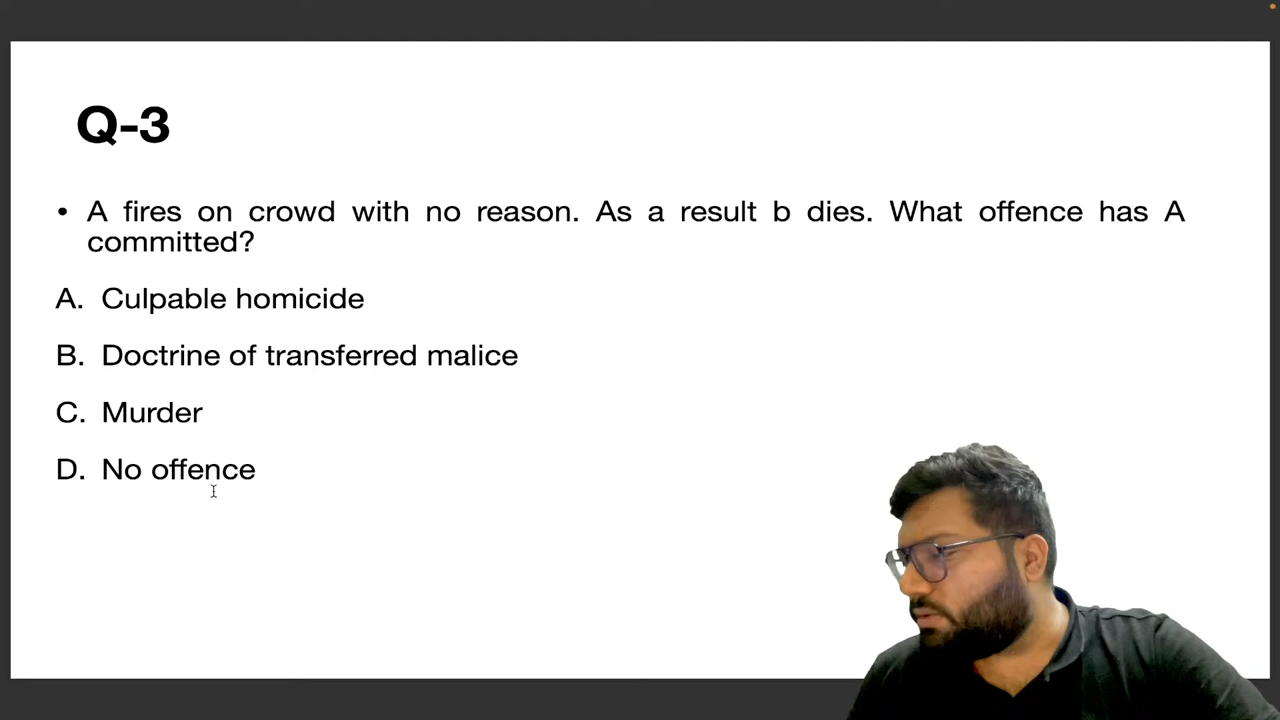 Q-3
• A fires on crowd with no reason. As a result b dies. What offence has A
committed?
A. Culpable homicide
B. Doctrine of transferred malice
C. Murder
D. No offence